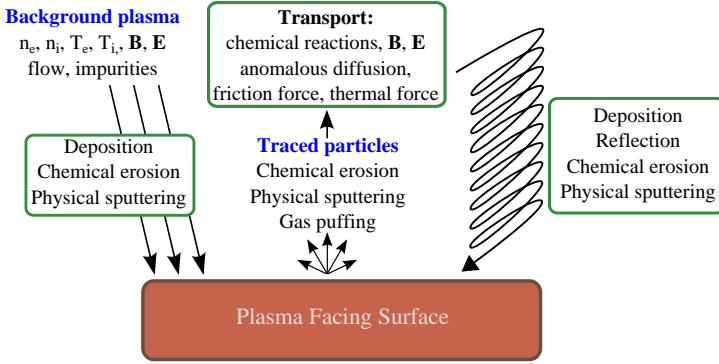 Background plasma
n_e, n_i, T_e, T_i, B, E
flow, impurities
Transport:
chemical reactions, B, E
anomalous diffusion,
friction force, thermal force
Deposition
Chemical erosion
Physical sputtering
Traced particles
Chemical erosion
Physical sputtering
Gas puffing
Deposition
Reflection
Chemical erosion
Physical sputtering
Plasma Facing Surface